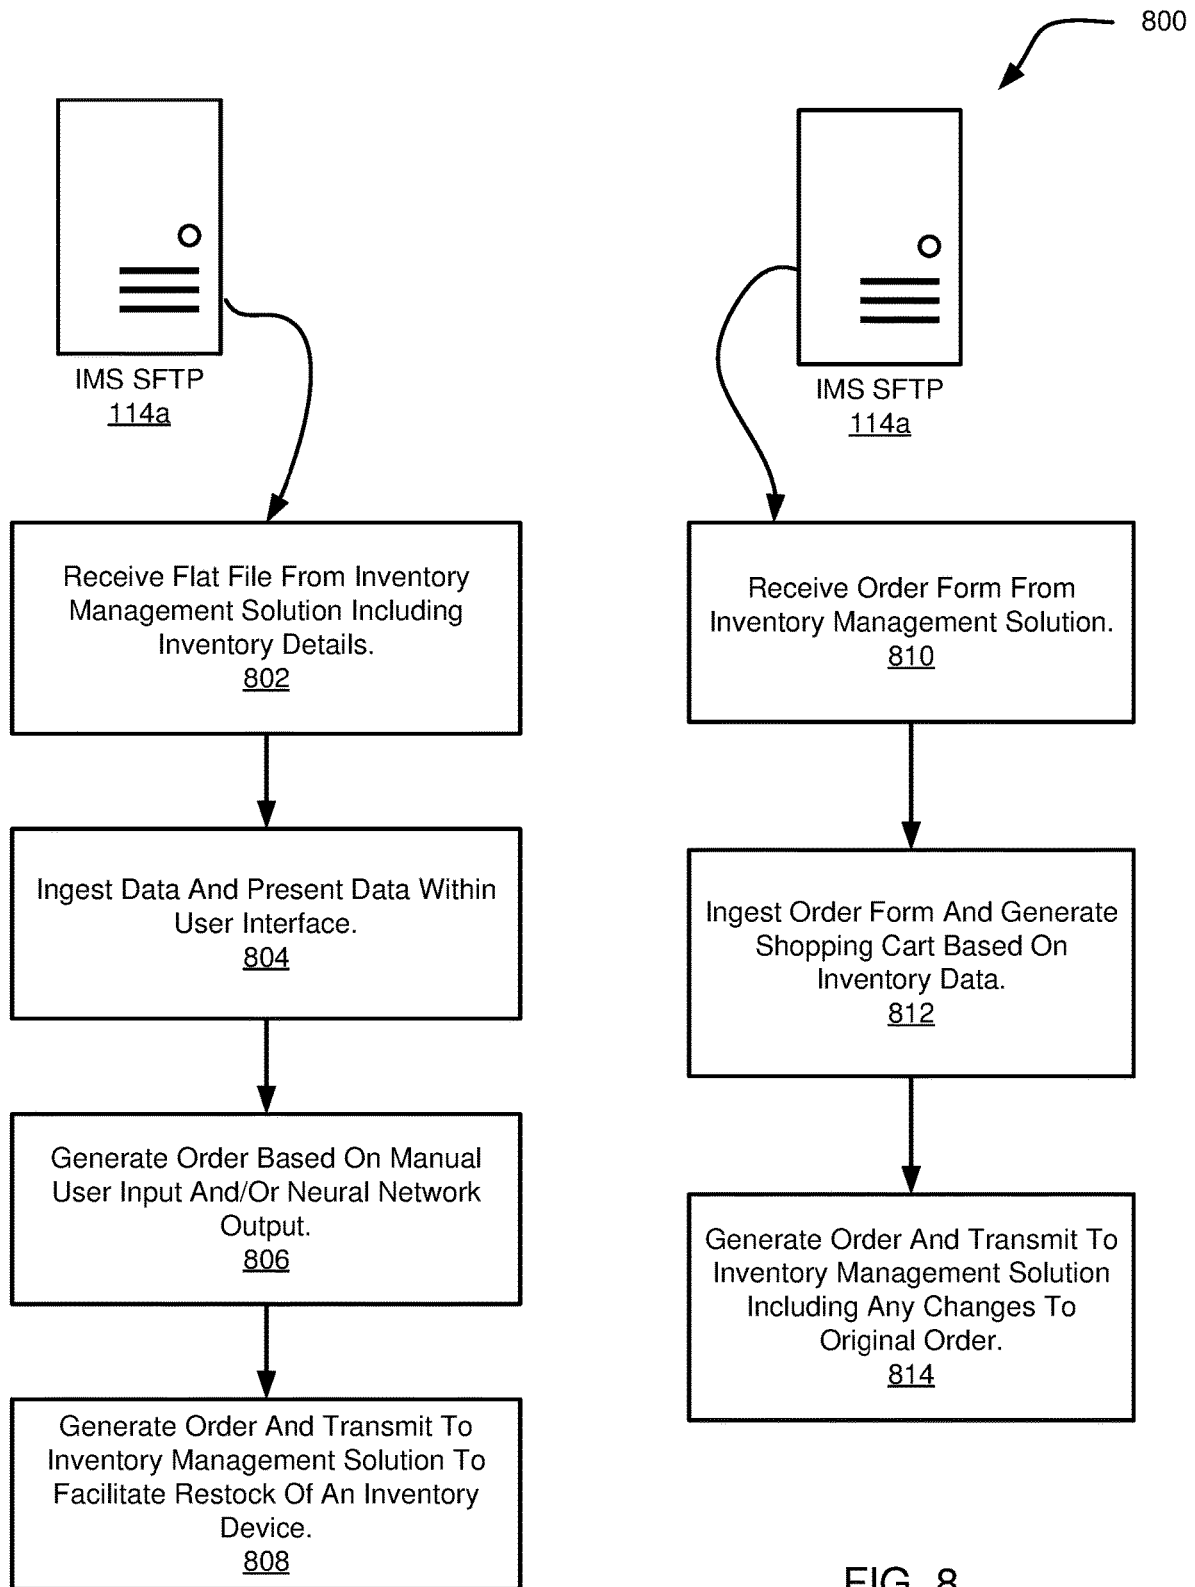 800
IMS SFTP
114a
Receive Flat File From Inventory
Management Solution Including
Inventory Details.
802
Ingest Data And Present Data Within
User Interface.
804
Generate Order Based On Manual
User Input And/Or Neural Network
Output.
806
Generate Order And Transmit To
Inventory Management Solution To
Facilitate Restock Of An Inventory
Device.
808
IMS SFTP
114a
Receive Order Form From
Inventory Management Solution.
810
Ingest Order Form And Generate
Shopping Cart Based On
Inventory Data.
812
Generate Order And Transmit To
Inventory Management Solution
Including Any Changes To
Original Order.
814
FIG. 8